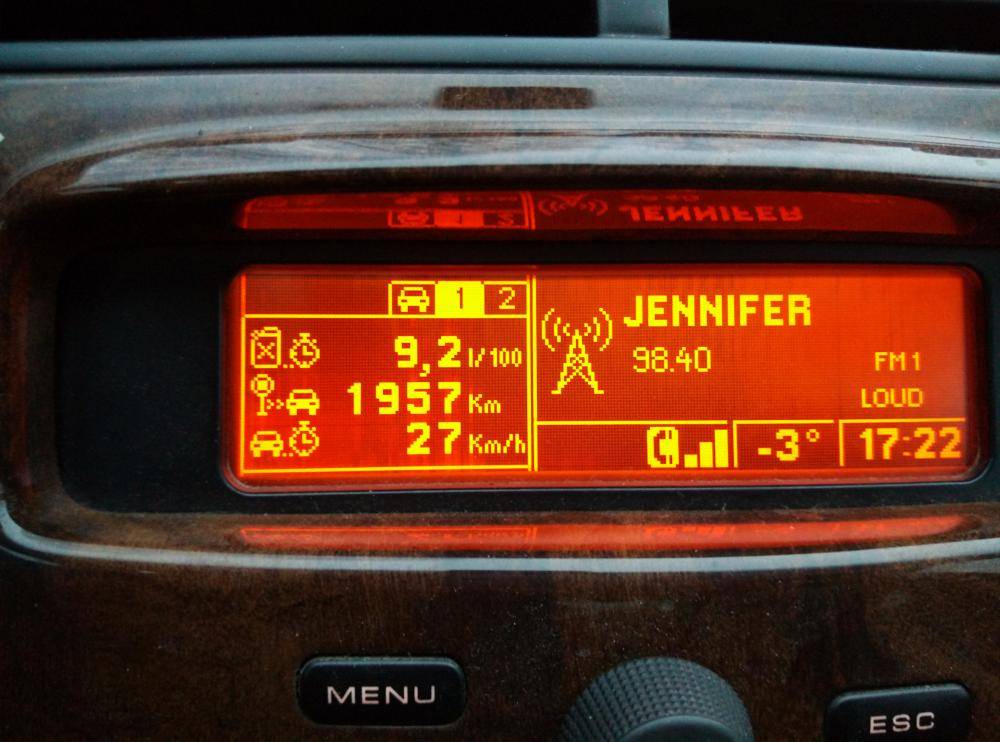 JENNIFER
1 2
9,2 l/100
1957 Km
27 Km/h
JENNIFER
98.40
FM1
LOUD
-3°
17:22
MENU
ESC